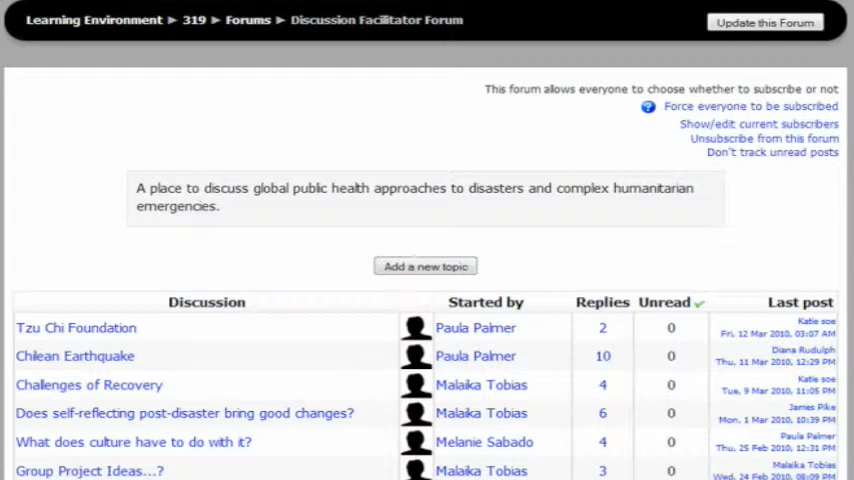 Learning Environment ► 319 ► Forums ► Discussion Facilitator Forum
Update this Forum
This forum allows everyone to choose whether to subscribe or not
Force everyone to be subscribed
Show/edit current subscribers
Unsubscribe from this forum
Don't track unread posts
A place to discuss global public health approaches to disasters and complex humanitarian
emergencies.
Add a new topic
Discussion Started by Replies Unread ✓ Last post
Tzu Chi Foundation Paula Palmer 2 0 Katie soe
Fri, 12 Mar 2010, 03:07 AM
Chilean Earthquake Paula Palmer 10 0 Diana Rudulph
Thu, 11 Mar 2010, 12:29 PM
Challenges of Recovery Malaika Tobias 4 0 Katie soe
Tue, 9 Mar 2010, 11:05 PM
Does self-reflecting post-disaster bring good changes? Malaika Tobias 6 0 James Pike
Mon, 1 Mar 2010, 10:39 PM
What does culture have to do with it? Melanie Sabado 4 0 Paula Palmer
Thu, 25 Feb 2010, 12:31 PM
Group Project Ideas...? Malaika Tobias 3 0 Malaika Tobias
Wed, 24 Feb 2010, 08:09 PM